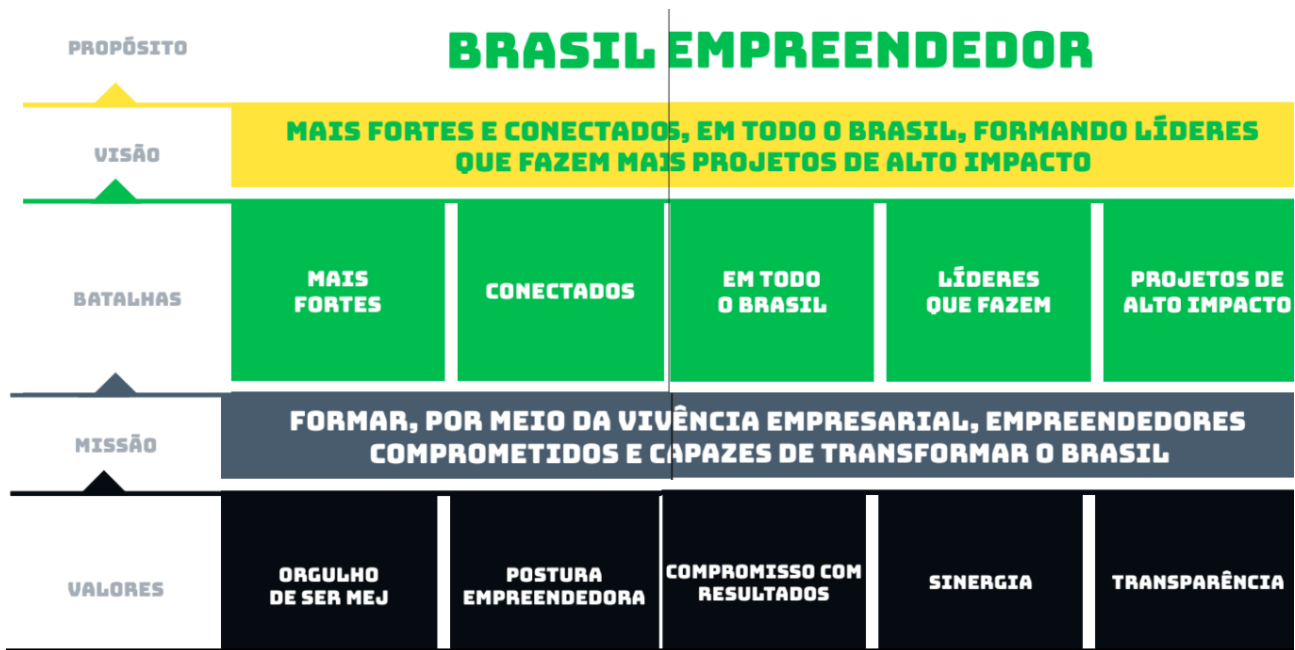 PROPÓSITO
BRASIL EMPREENDEDOR
VISÃO
MAIS FORTES E CONECTADOS, EM TODO O BRASIL, FORMANDO LÍDERES
QUE FAZEM MAIS PROJETOS DE ALTO IMPACTO
BATALHAS
MAIS
FORTES
CONECTADOS
EM TODO
O BRASIL
LÍDERES
QUE FAZEM
PROJETOS DE
ALTO IMPACTO
MISSÃO
FORMAR, POR MEIO DA VIVÊNCIA EMPRESARIAL, EMPREENDEDORES
COMPROMETIDOS E CAPAZES DE TRANSFORMAR O BRASIL
VALORES
ORGULHO
DE SER MEJ
POSTURA
EMPREENDEDORA
COMPROMISSO COM
RESULTADOS
SINERGIA
TRANSPARÊNCIA